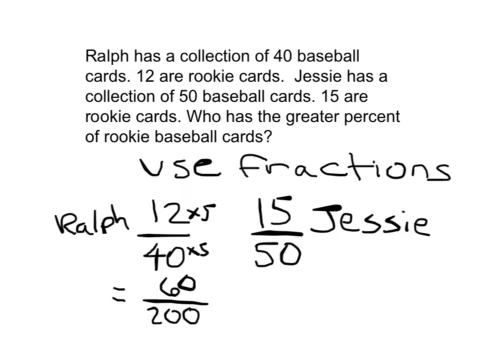 Ralph has a collection of 40 baseball
cards. 12 are rookie cards.  Jessie has a
collection of 50 baseball cards. 15 are
rookie cards. Who has the greater percent
of rookie baseball cards?
Use Fractions
Ralph 12×5 15 Jessie
40×5 50
= 60
200